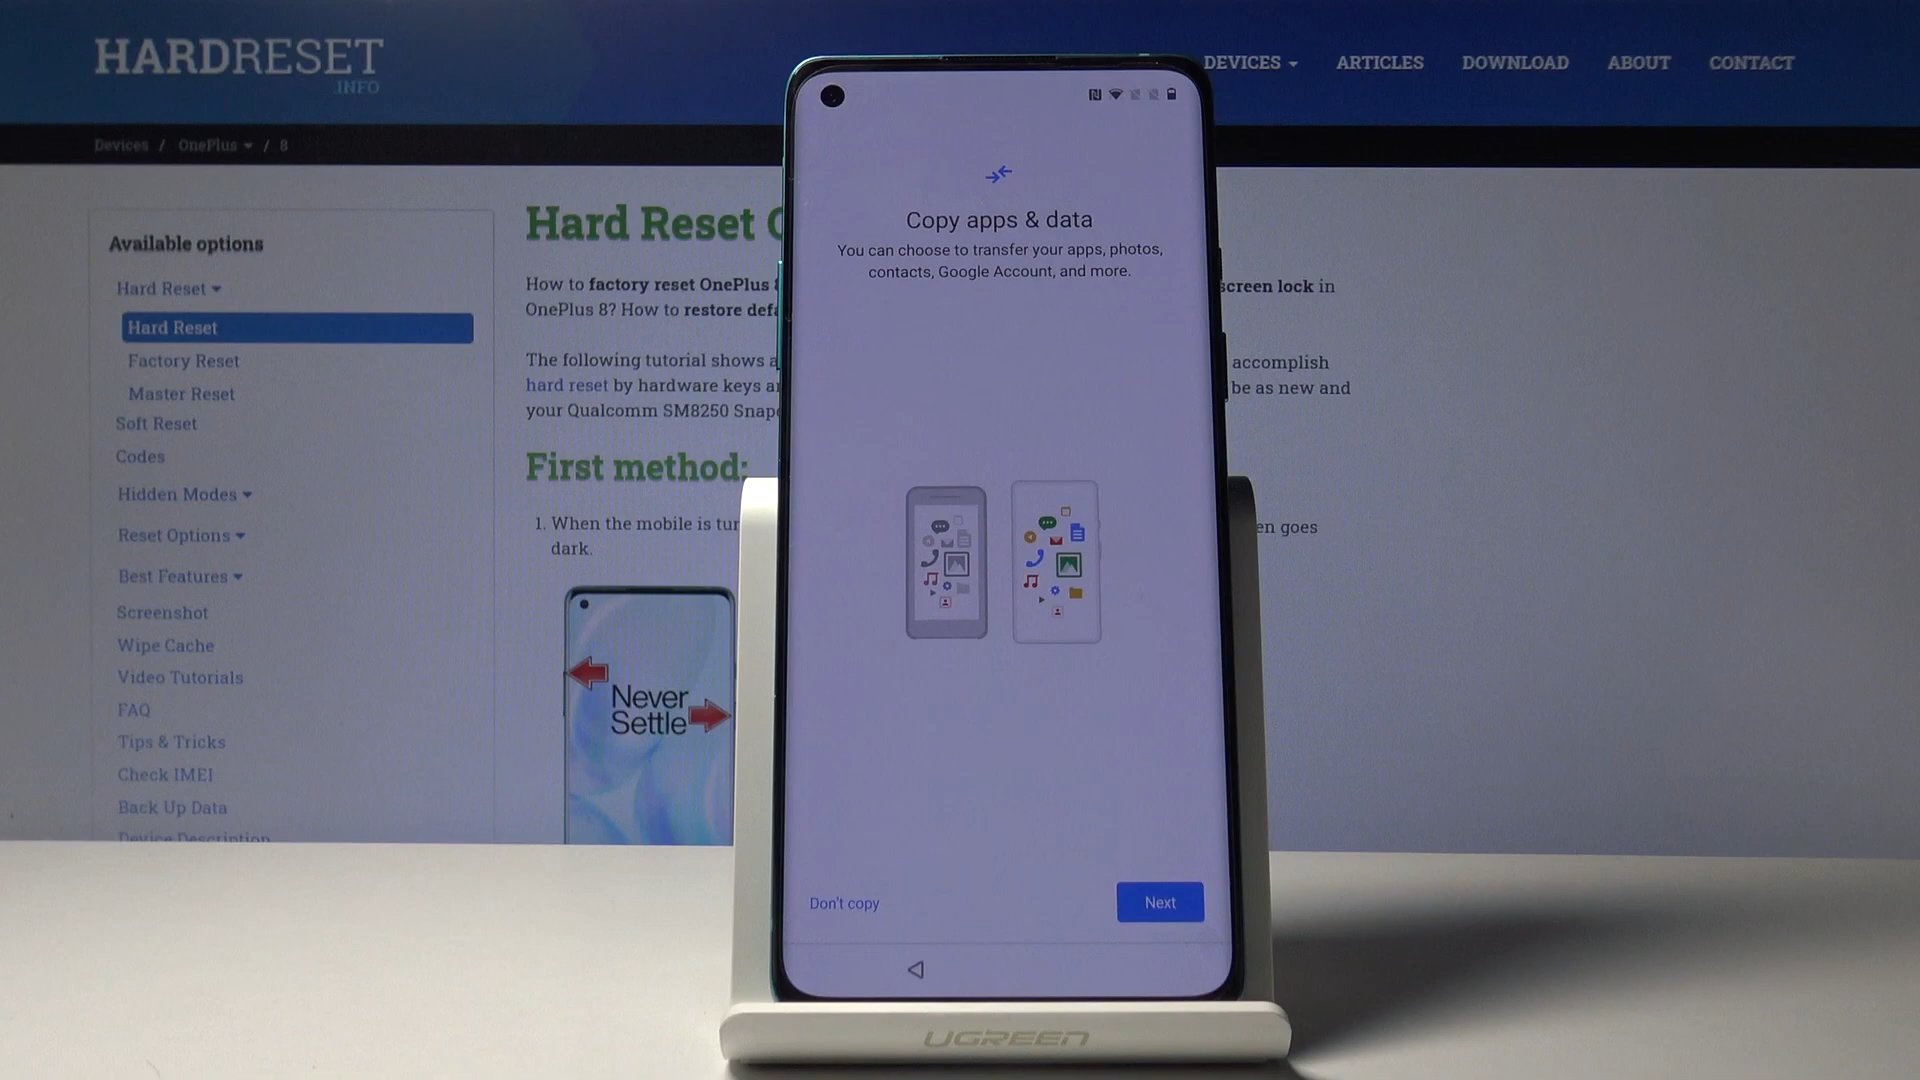 HARDRESET
.INFO
DEVICES
ARTICLES
DOWNLOAD
ABOUT
CONTACT
Devices / OnePlus / 8
Available options
Hard Reset
Hard Reset
Factory Reset
Master Reset
Soft Reset
Codes
Hidden Modes
Reset Options
Best Features
Screenshot
Wipe Cache
Video Tutorials
FAQ
Tips & Tricks
Check IMEI
Back Up Data
Device Description
Hard Reset
How to factory reset OnePlus 8
screen lock in
OnePlus 8? How to restore
The following tutorial shows
accomplish
hard reset by hardware keys
be as new and
your Qualcomm SM8250
First method:
1. When the mobile is
goes
dark.
Never
Settle
Copy apps & data
You can choose to transfer your apps, photos,
contacts, Google Account, and more.
Don't copy
Next
UGREEN